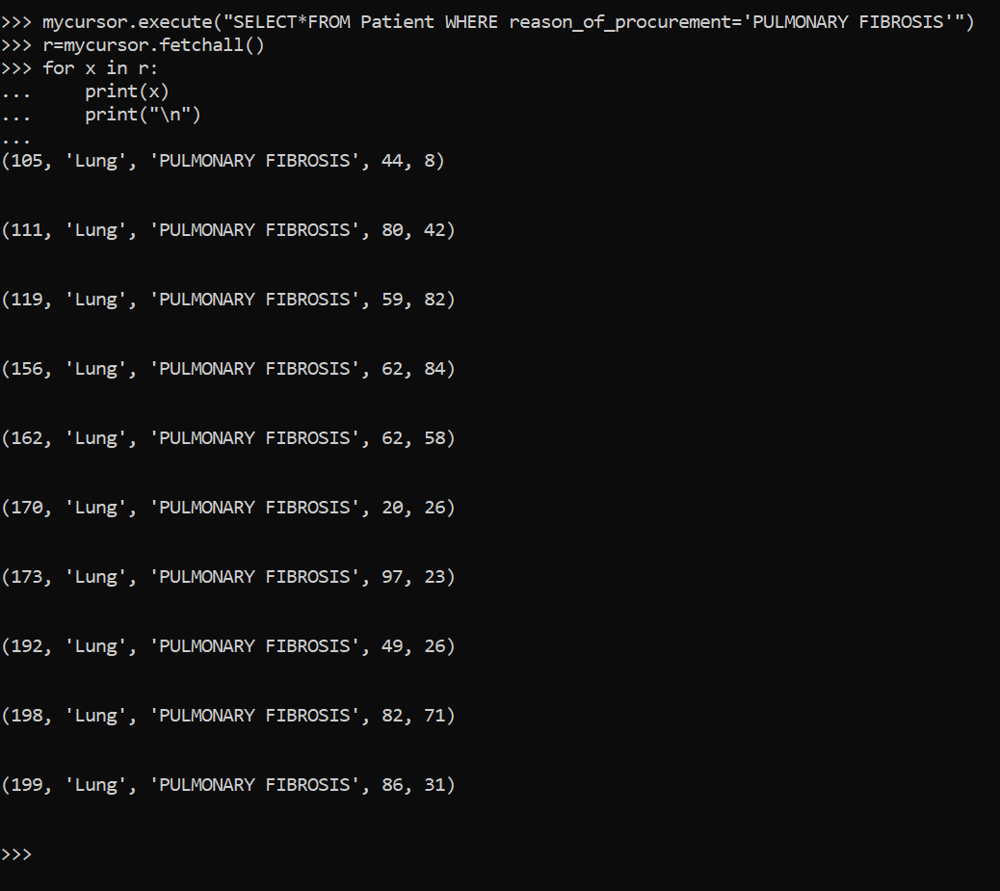 >>> mycursor.execute("SELECT*FROM Patient WHERE reason_of_procurement='PULMONARY FIBROSIS'")
>>> r=mycursor.fetchall()
>>> for x in r:
...     print(x)
...     print("\n")
...
(105, 'Lung', 'PULMONARY FIBROSIS', 44, 8)
(111, 'Lung', 'PULMONARY FIBROSIS', 80, 42)
(119, 'Lung', 'PULMONARY FIBROSIS', 59, 82)
(156, 'Lung', 'PULMONARY FIBROSIS', 62, 84)
(162, 'Lung', 'PULMONARY FIBROSIS', 62, 58)
(170, 'Lung', 'PULMONARY FIBROSIS', 20, 26)
(173, 'Lung', 'PULMONARY FIBROSIS', 97, 23)
(192, 'Lung', 'PULMONARY FIBROSIS', 49, 26)
(198, 'Lung', 'PULMONARY FIBROSIS', 82, 71)
(199, 'Lung', 'PULMONARY FIBROSIS', 86, 31)
>>>